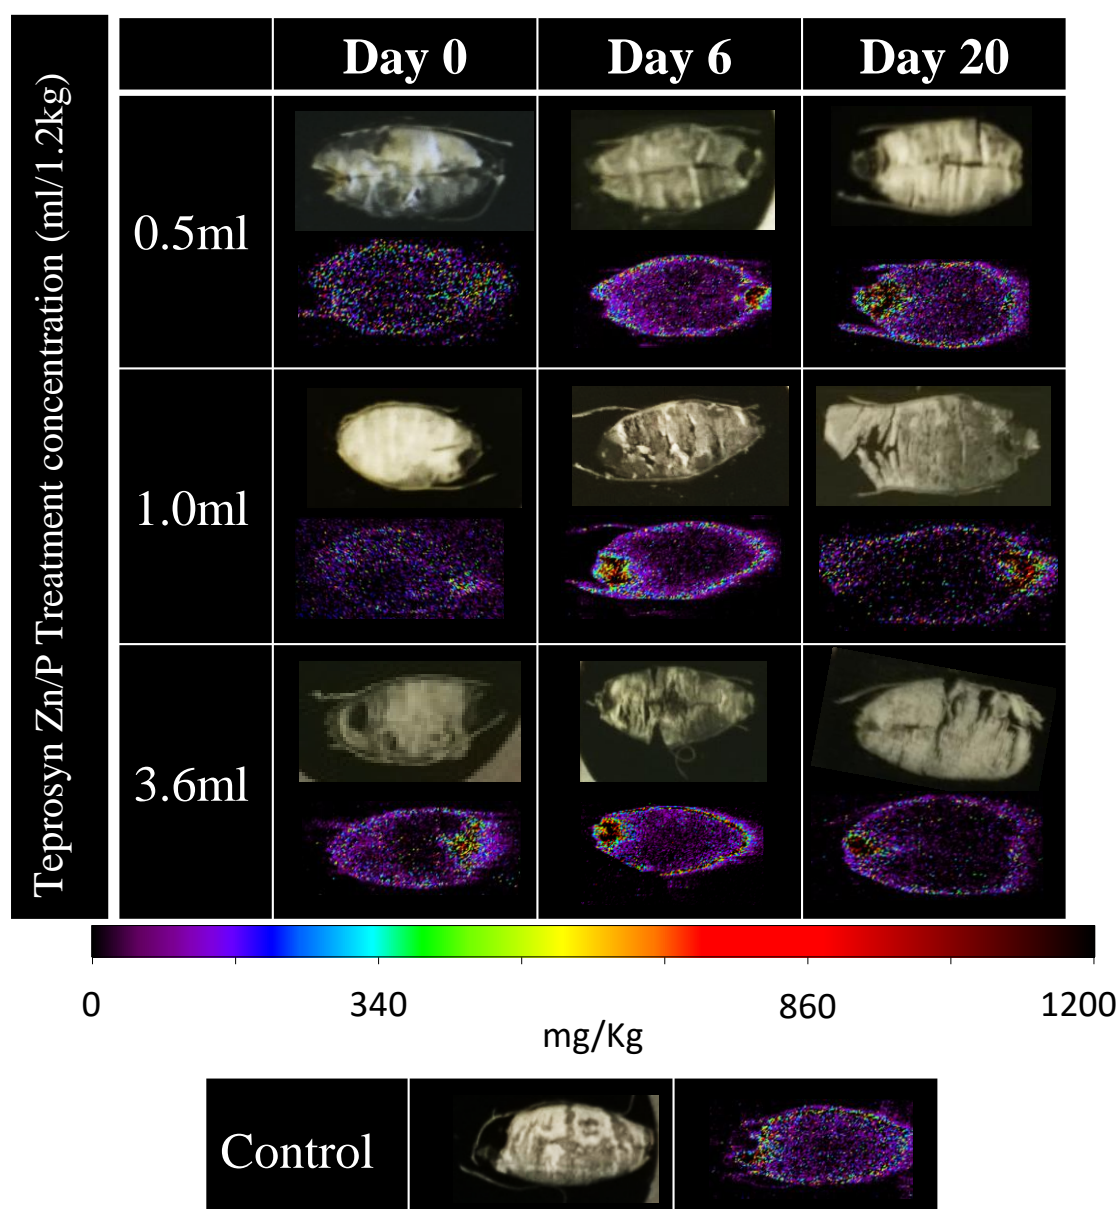 Teprosyn Zn/P Treatment concentration (ml/1.2kg)
Day 0
Day 6
Day 20
0.5ml
1.0ml
3.6ml
0
340
860
1200
mg/Kg
Control